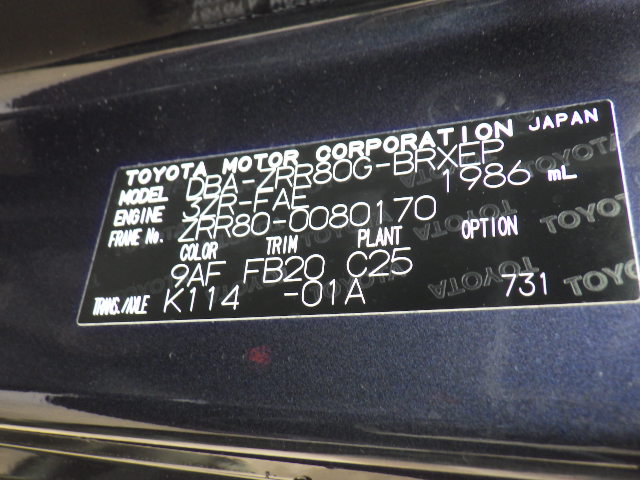 TOYOTA MOTOR CORPORATION JAPAN
MODEL DBA-ZRR80G-BRXEP
ENGINE 3ZR-FAE 1986 mL
FRAME No. ZRR80-0080170
COLOR TRIM PLANT OPTION
9AF FB20 C25
TRANS./AXLE K114 -01A 731